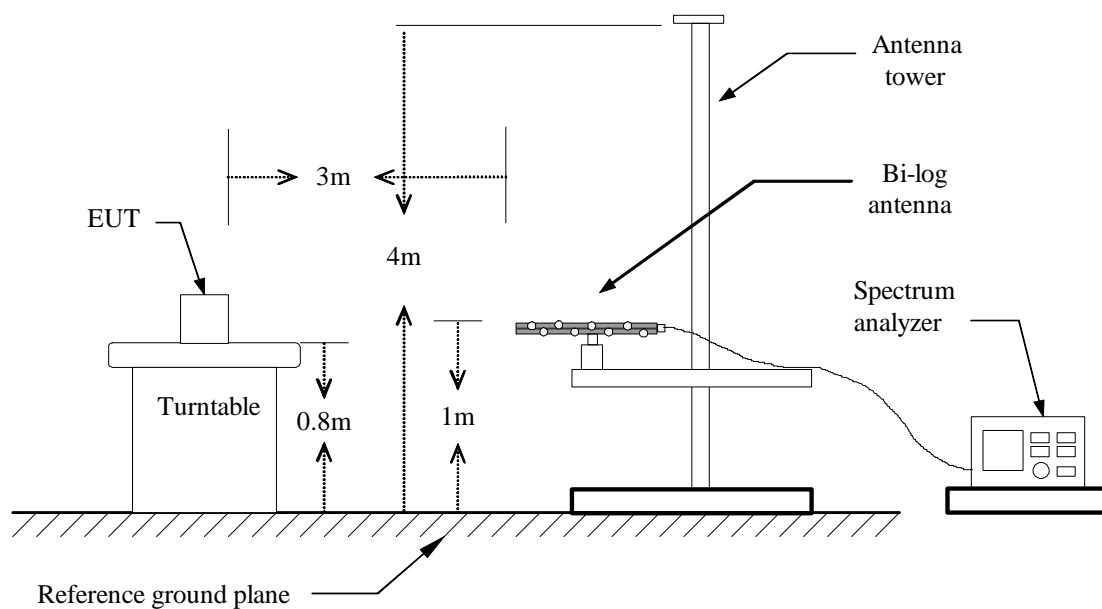 Antenna
tower
3m
Bi-log
antenna
EUT
4m
Spectrum
analyzer
Turntable
0.8m
1m
Reference ground plane